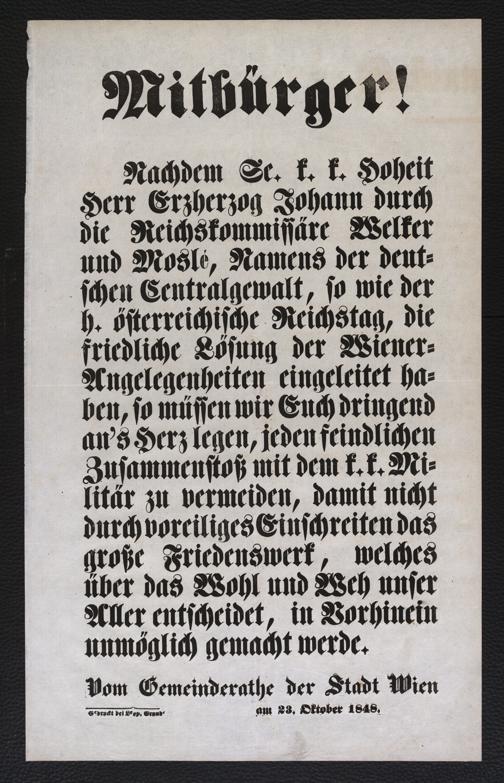 Mitbürger!
Nachdem Se. k. k. Hoheit
Herr Erzherzog Johann durch
die Reichskommissäre Welker
und Moslé, Namens der deut-
schen Centralgewalt, so wie der
h. österreichische Reichstag, die
friedliche Lösung der Wiener-
Angelegenheiten eingeleitet ha-
ben, so müssen wir Euch dringend
an's Herz legen, jeden feindlichen
Zusammenstoß mit dem k. k. Mi-
litär zu vermeiden, damit nicht
durch voreiliges Einschreiten das
große Friedenswerk, welches
über das Wohl und Weh unser
Aller entscheidet, in Vorhinein
unmöglich gemacht werde.
Vom Gemeinderathe der Stadt Wien
am 23. Oktober 1848.
Gedruckt bei Leop. Grund